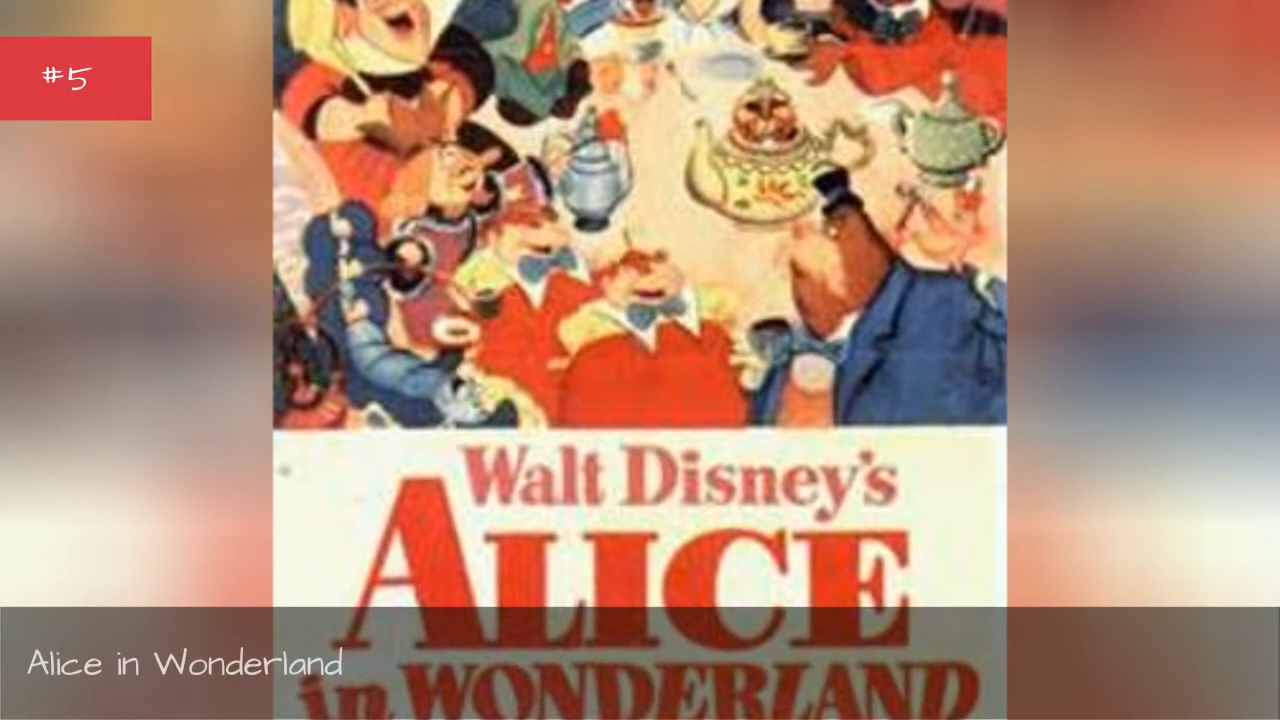 #5
Walt Disney's
ALICE
in WONDERLAND
Alice in Wonderland